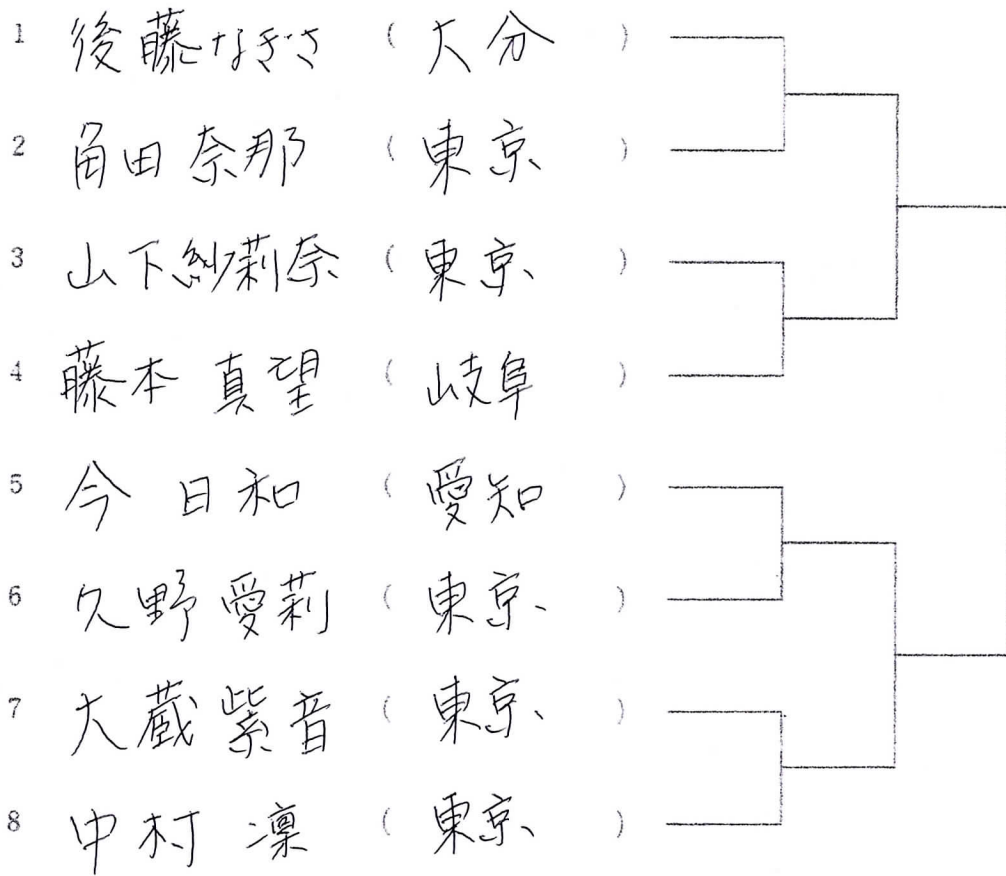 1 後藤なぎさ ( 大分 )
2 角田 奈那 ( 東京 )
3 山下紗莉奈 ( 東京 )
4 藤本 真望 ( 岐阜 )
5 今 日和 ( 愛知 )
6 久野 愛莉 ( 東京 )
7 大蔵紫音 ( 東京 )
8 中村 凛 ( 東京 )